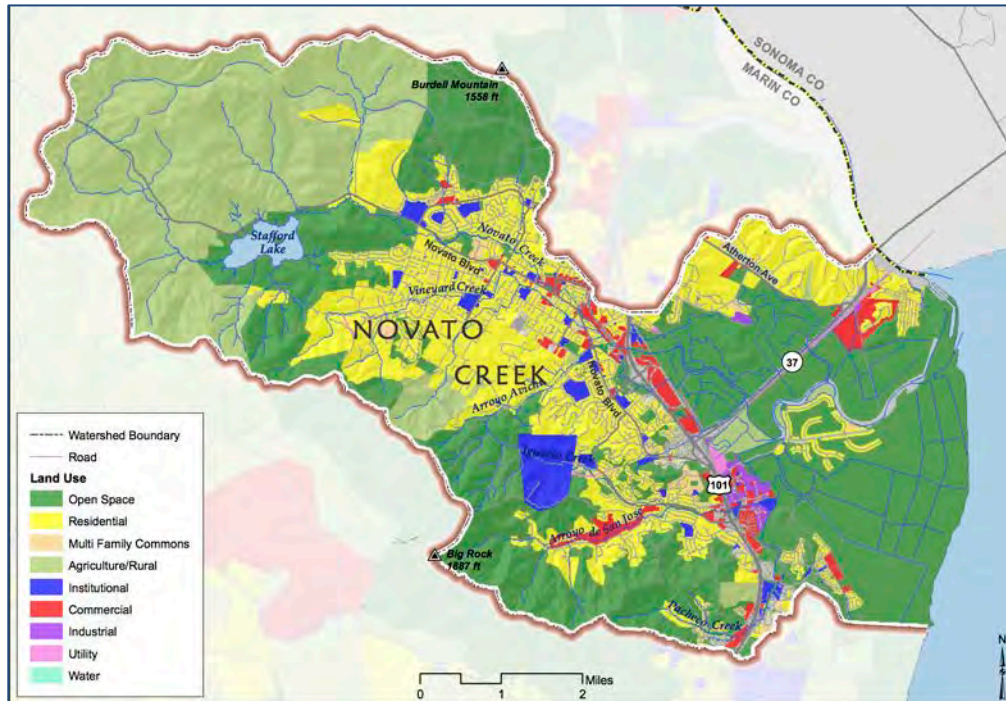 SONOMA CO
MARIN CO
Burdell Mountain
1558 ft
Stafford
Lake
Novato
Creek
Novato Blvd
Atherton Ave
Vineyard Creek
NOVATO
CREEK
37
Arroyo Avichi
Novato Blvd
Ignacio Creek
101
Arroyo de San Jose
Big Rock
1887 ft
Pacheco Creek
Watershed Boundary
Road
Land Use
Open Space
Residential
Multi Family Commons
Agriculture/Rural
Institutional
Commercial
Industrial
Utility
Water
Miles
0 1 2
N